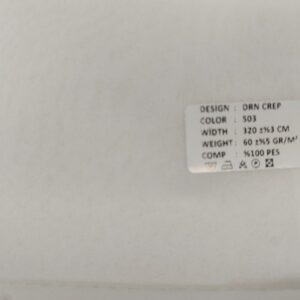 DESIGN : DRN CREP
COLOR : 503
WIDTH : 320 ±%3 CM
WEIGHT : 60 ±%5 GR/M²
COMP : %100 PES